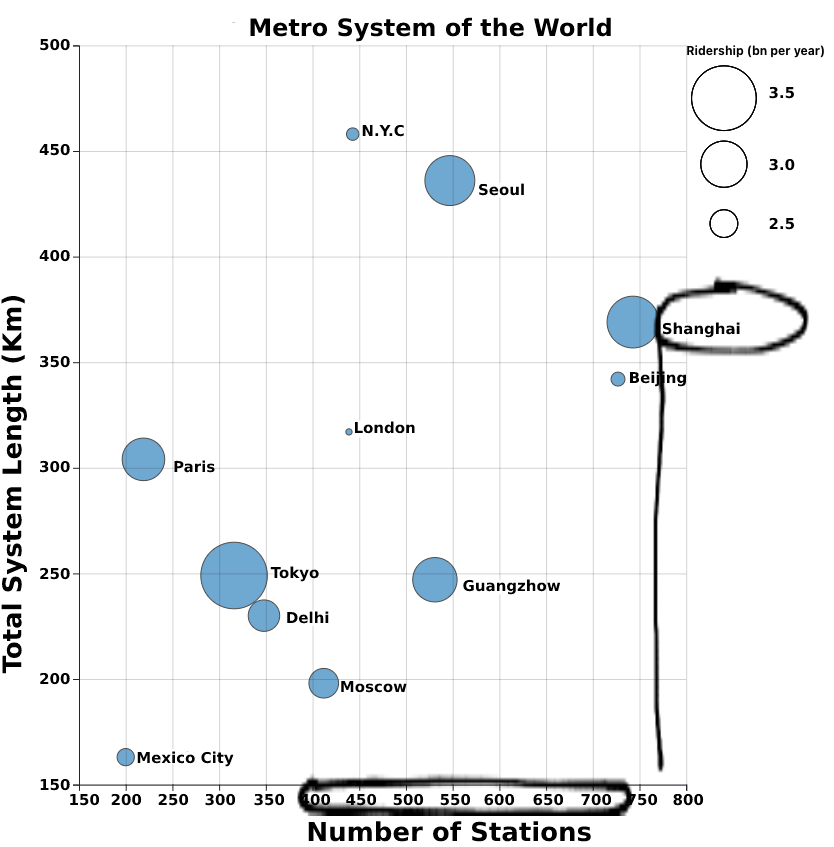 Metro System of the World
500
Ridership (bn per year)
3.5
N.Y.C
450
3.0
Seoul
2.5
400
Shanghai
350
Beijing
London
300
Paris
250
Tokyo
Guangzhow
Delhi
200
Moscow
Mexico City
150
150 200 250 300 350 400 450 500 550 600 650 700 750 800
Number of Stations
Total System Length (Km)